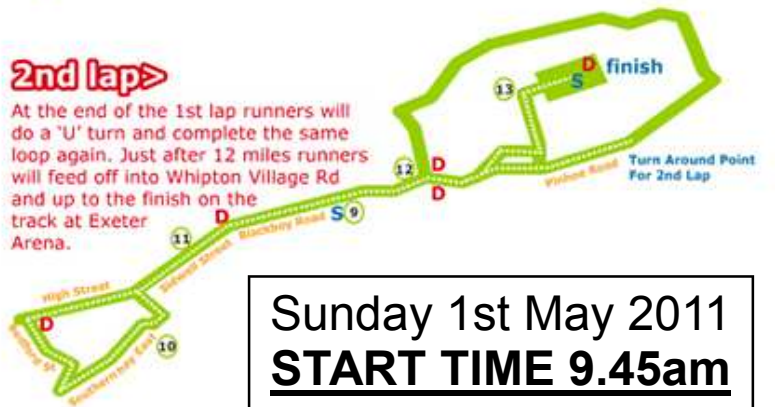 2nd lap>
At the end of the 1st lap runners will
do a 'U' turn and complete the same
loop again. Just after 12 miles runners
will feed off into Whipton Village Rd
and up to the finish on the
track at Exeter
Arena.
D
finish
S
13
12
D
D
Pinhoe Road
Turn Around Point
For 2nd Lap
D
Blackboy Road
S
9
11
Sidwell Street
High Street
D
Bedford St
10
Southernhay East
Sunday 1st May 2011
START TIME 9.45am